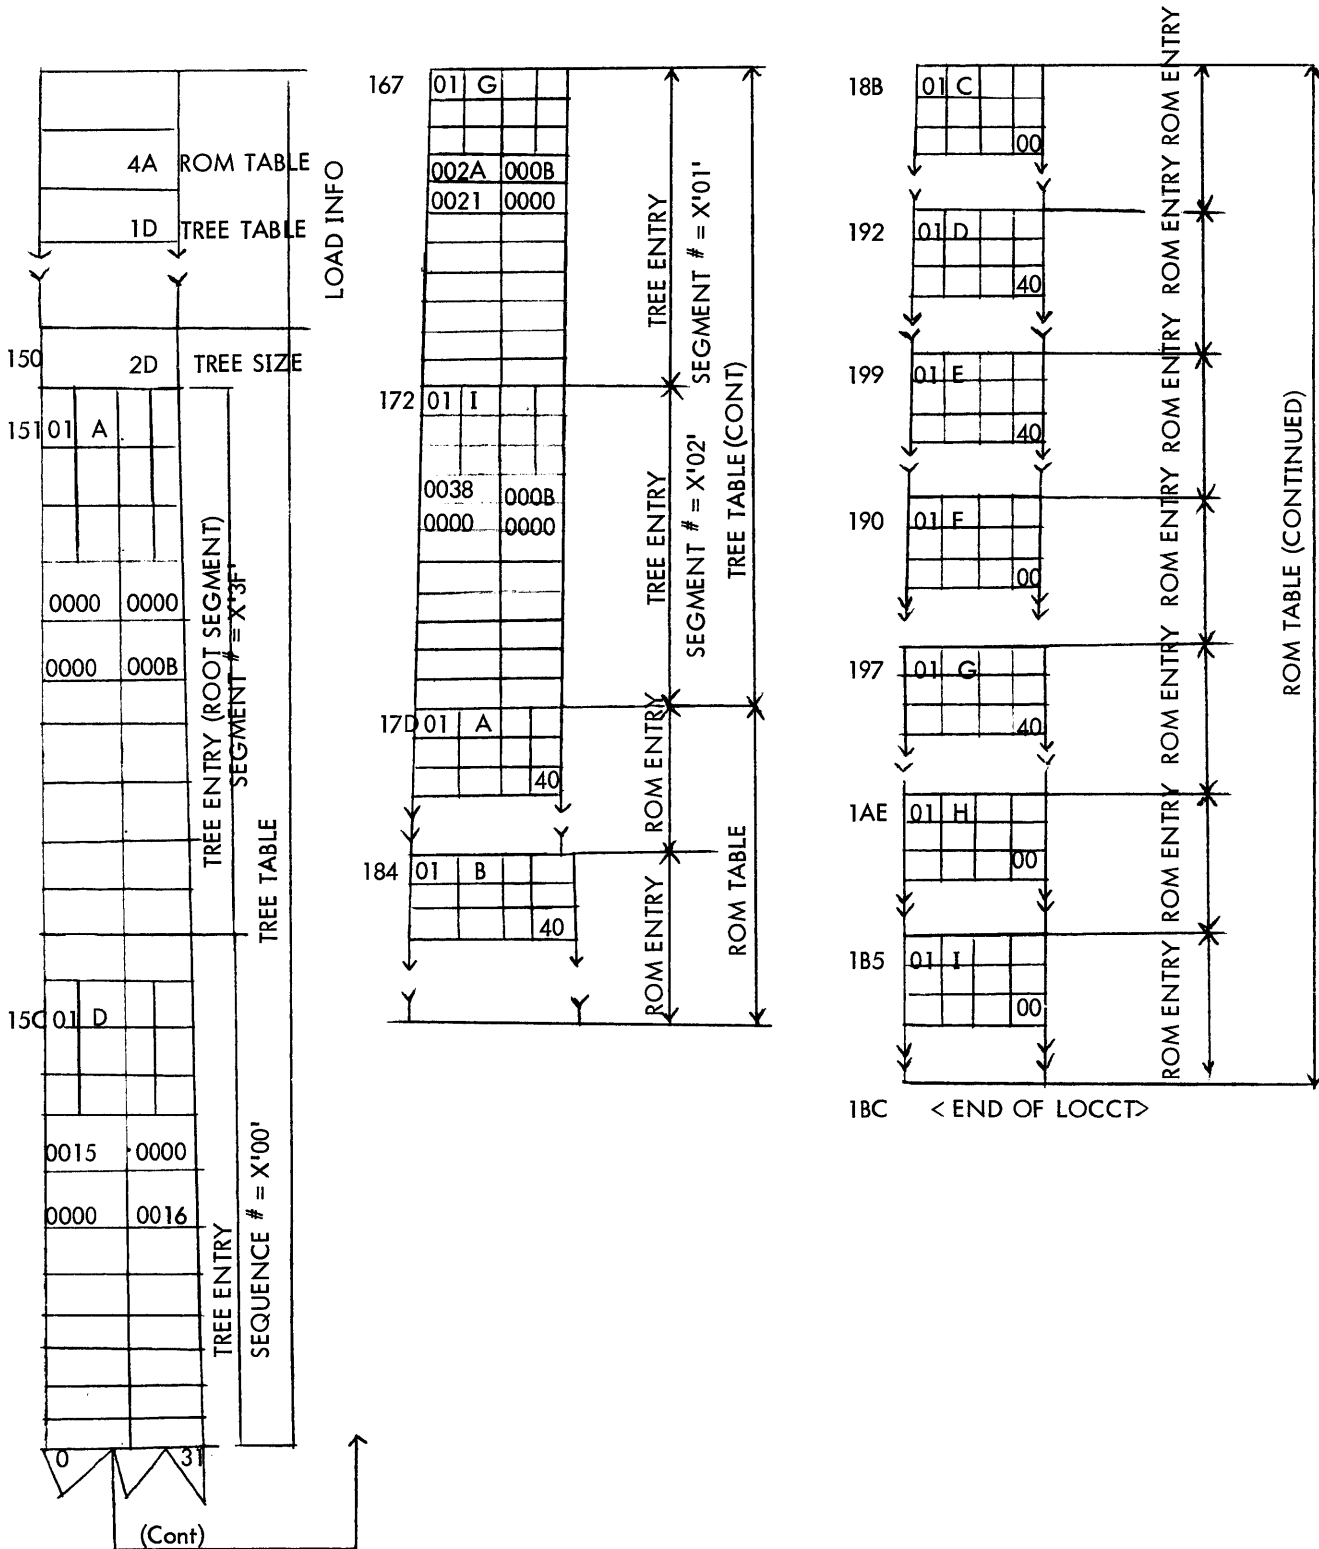 4A ROM TABLE
1D TREE TABLE
LOAD INFO
150 2D TREE SIZE
151 01 A
0000 0000
0000 000B
TREE ENTRY (ROOT SEGMENT)
SEGMENT # = X'3F'
TREE TABLE
15C 01 D
0015 0000
0000 0016
TREE ENTRY
SEQUENCE # = X'00'
0 31
(Cont)
167 01 G
002A 000B
0021 0000
TREE ENTRY
SEGMENT # = X'01'
172 01 I
0038 000B
0000 0000
TREE ENTRY
SEGMENT # = X'02'
TREE TABLE (CONT)
17D 01 A
40
ROM ENTRY
184 01 B
40
ROM ENTRY
ROM TABLE
18B 01 C
00
ROM ENTRY
192 01 D
40
ROM ENTRY
199 01 E
40
ROM ENTRY
190 01 F
00
ROM ENTRY
197 01 G
40
ROM ENTRY
1AE 01 H
00
ROM ENTRY
1B5 01 I
00
ROM ENTRY
ROM TABLE (CONTINUED)
1BC < END OF LOCCT>